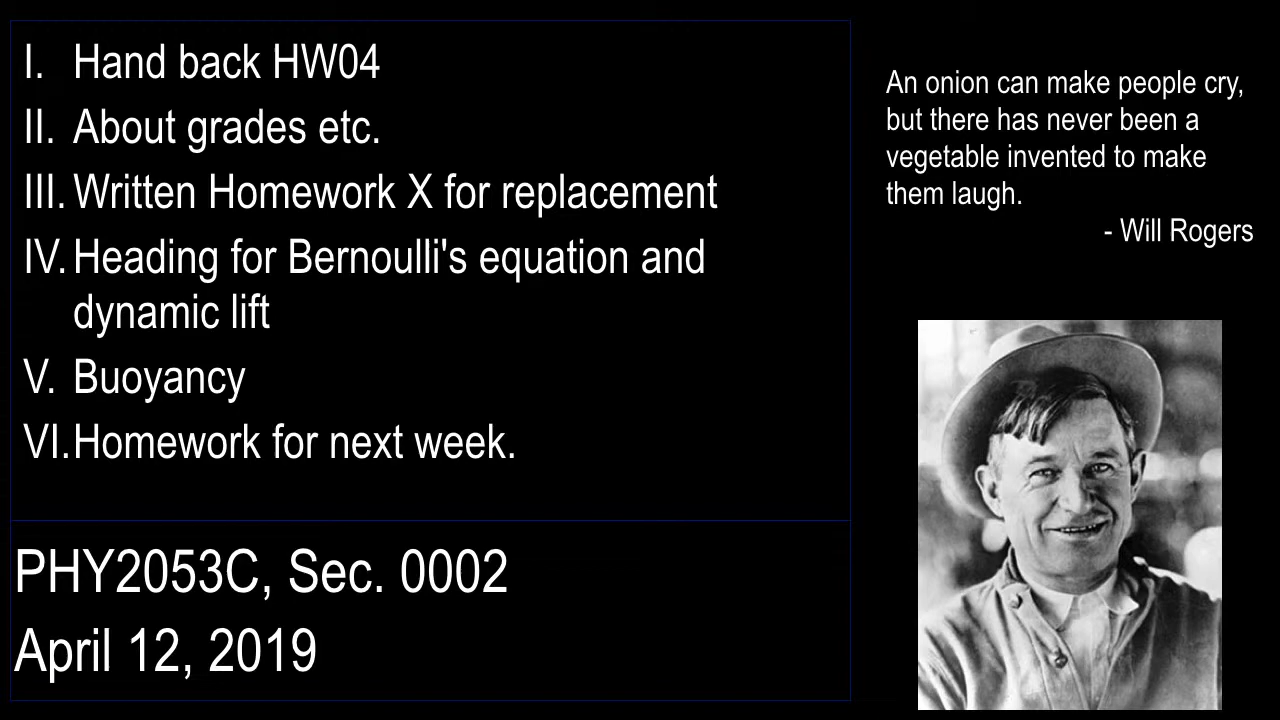 I. Hand back HW04
II. About grades etc.
III. Written Homework X for replacement
IV. Heading for Bernoulli's equation and
dynamic lift
V. Buoyancy
VI. Homework for next week.
PHY2053C, Sec. 0002
April 12, 2019
An onion can make people cry,
but there has never been a
vegetable invented to make
them laugh.
- Will Rogers